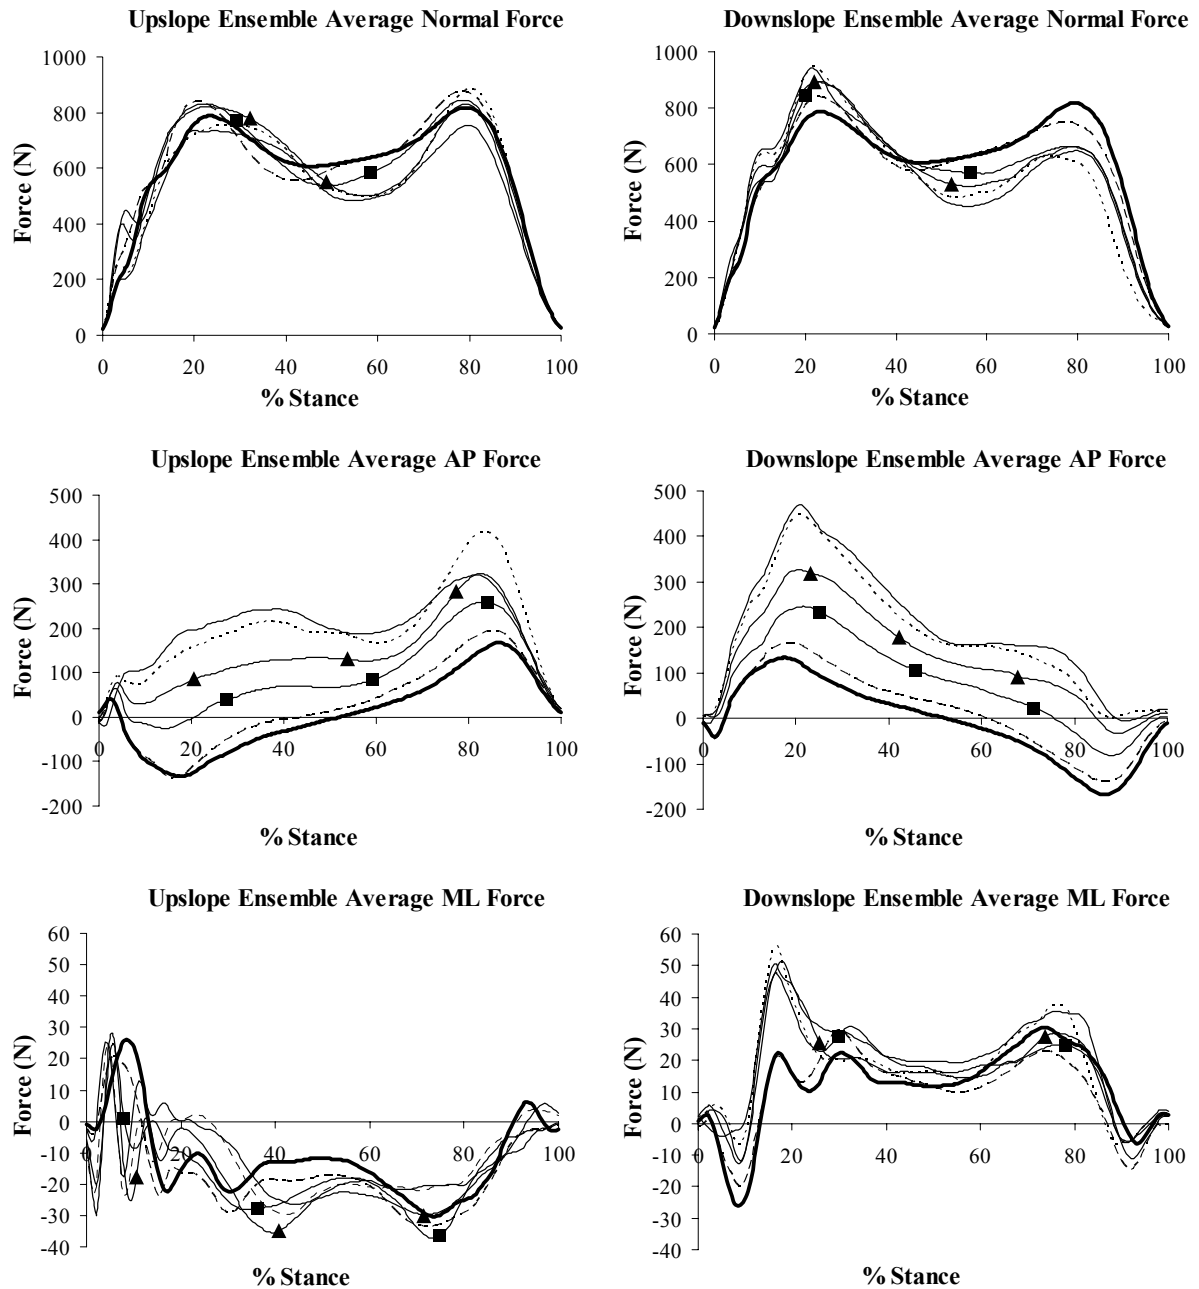 Upslope Ensemble Average Normal Force
1000
800
600
400
200
0
0 20 40 60 80 100
Force (N)
% Stance
Downslope Ensemble Average Normal Force
1000
800
600
400
200
0
0 20 40 60 80 100
Force (N)
% Stance
Upslope Ensemble Average AP Force
500
400
300
200
100
0
-100
-200
0 20 40 60 80 100
Force (N)
% Stance
Downslope Ensemble Average AP Force
500
400
300
200
100
0
-100
-200
0 20 40 60 80 100
Force (N)
% Stance
Upslope Ensemble Average ML Force
60
50
40
30
20
10
0
-10
-20
-30
-40
0 20 40 60 80 100
Force (N)
% Stance
Downslope Ensemble Average ML Force
60
50
40
30
20
10
0
-10
-20
-30
-40
0 20 40 60 80 100
Force (N)
% Stance